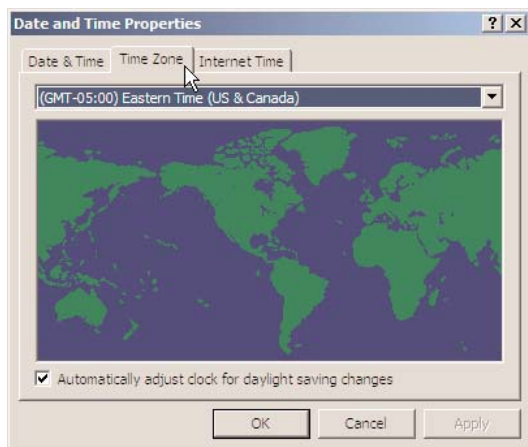 Date and Time Properties
Date & Time Time Zone Internet Time
(GMT-05:00) Eastern Time (US & Canada)
Automatically adjust clock for daylight saving changes
OK Cancel Apply